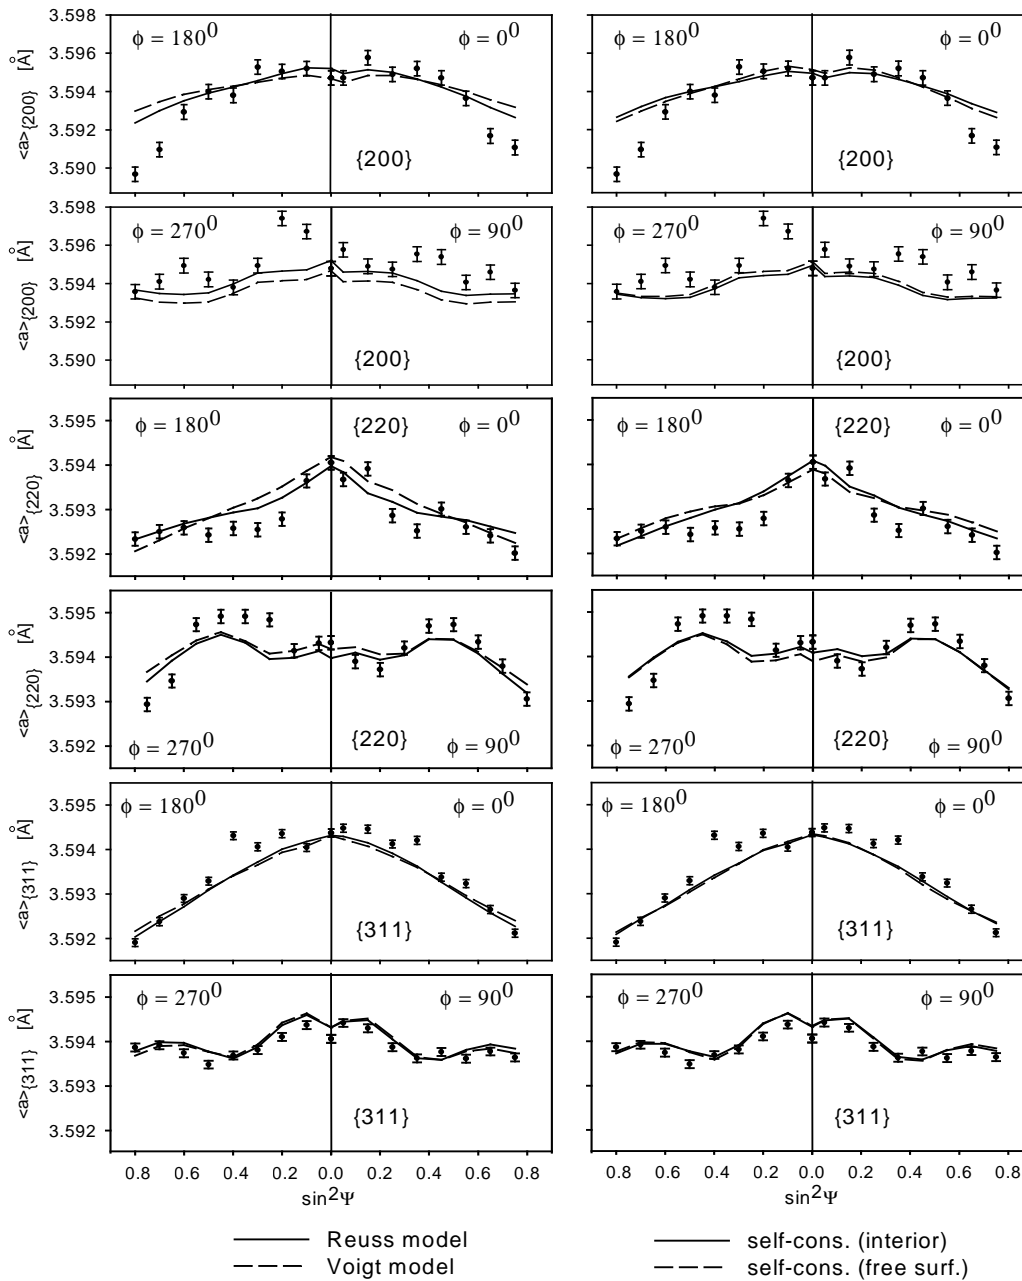 ϕ = 180⁰ ϕ = 0⁰ ϕ = 180⁰ ϕ = 0⁰
<a>{200} [Å]
3.598
3.596
3.594
3.592
3.590
{200} {200}
ϕ = 270⁰ ϕ = 90⁰ ϕ = 270⁰ ϕ = 90⁰
<a>{200} [Å]
3.598
3.596
3.594
3.592
3.590
{200} {200}
ϕ = 180⁰ {220} ϕ = 0⁰ ϕ = 180⁰ {220} ϕ = 0⁰
<a>{220} [Å]
3.595
3.594
3.593
3.592
<a>{220} [Å]
3.595
3.594
3.593
3.592
ϕ = 270⁰ {220} ϕ = 90⁰ ϕ = 270⁰ {220} ϕ = 90⁰
ϕ = 180⁰ ϕ = 0⁰ ϕ = 180⁰ ϕ = 0⁰
<a>{311} [Å]
3.595
3.594
3.593
3.592
{311} {311}
ϕ = 270⁰ ϕ = 90⁰ ϕ = 270⁰ ϕ = 90⁰
<a>{311} [Å]
3.595
3.594
3.593
3.592
{311} {311}
0.8 0.6 0.4 0.2 0.0 0.2 0.4 0.6 0.8 0.8 0.6 0.4 0.2 0.0 0.2 0.4 0.6 0.8
sin²Ψ sin²Ψ
Reuss model self-cons. (interior)
Voigt model self-cons. (free surf.)